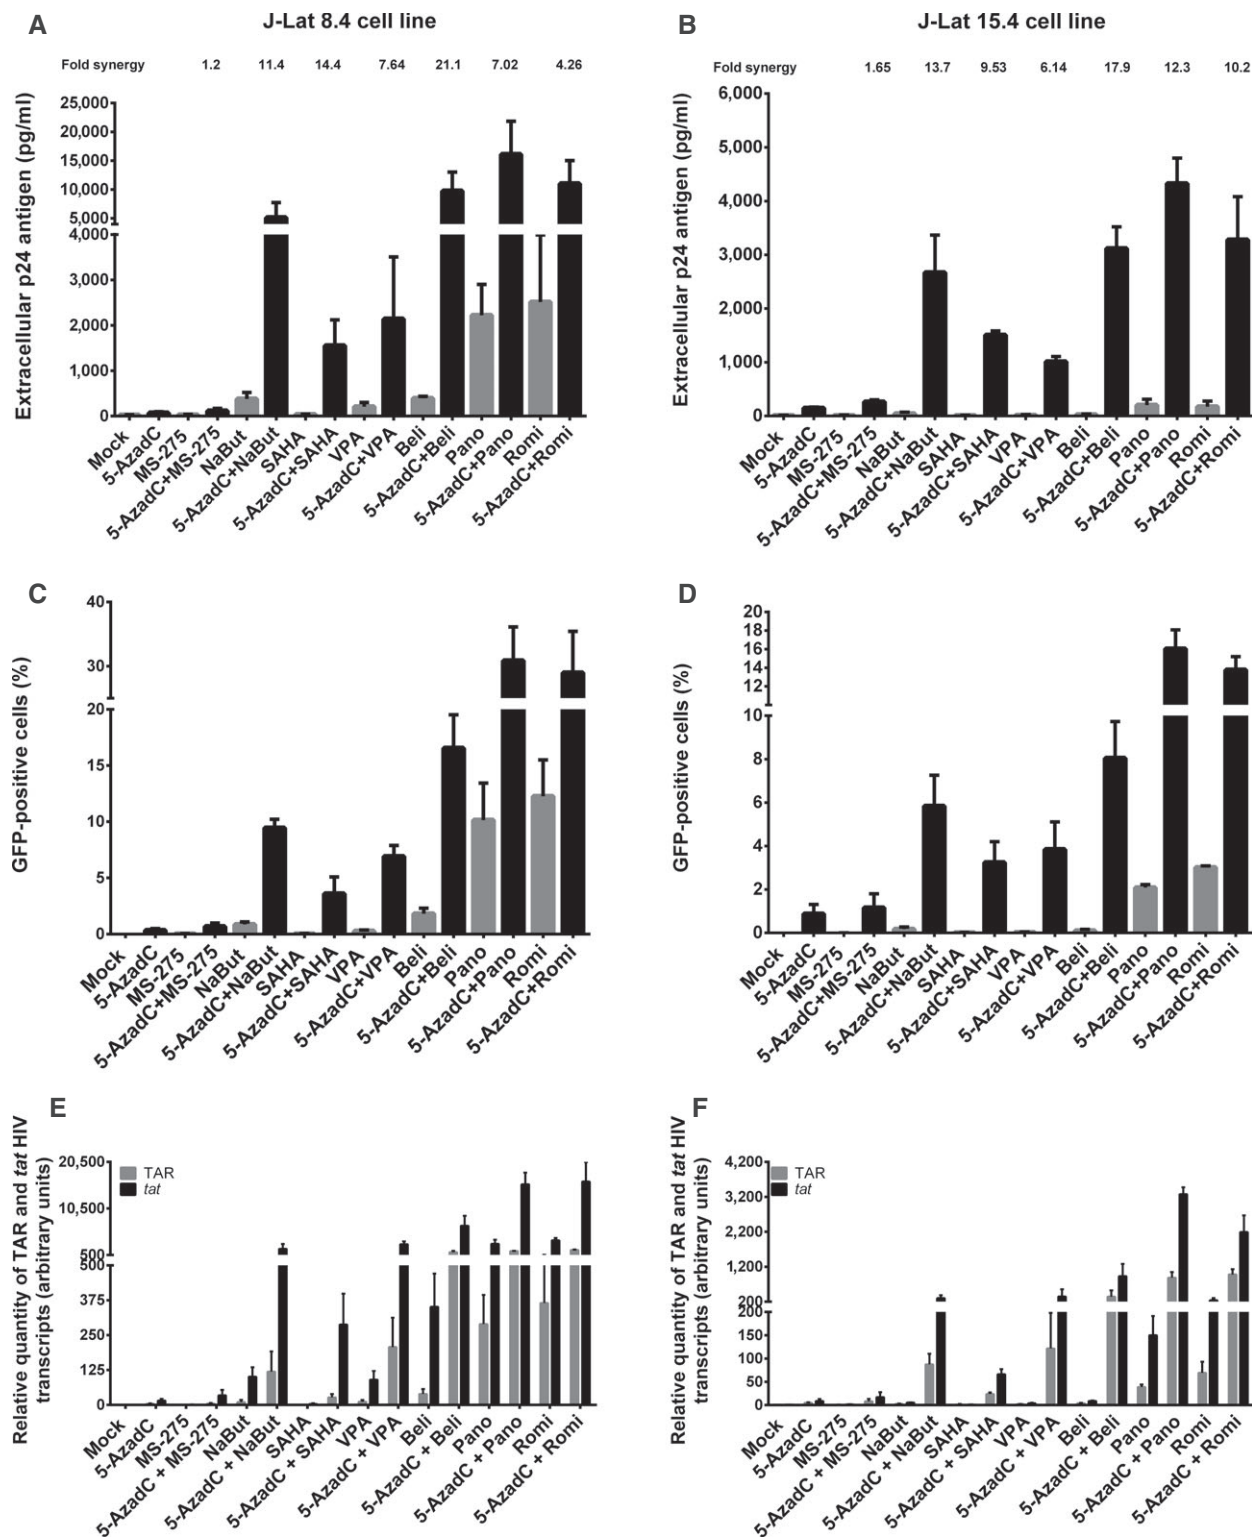 A
J-Lat 8.4 cell line
Fold synergy 1.2 11.4 14.4 7.64 21.1 7.02 4.26
Extracellular p24 antigen (pg/ml)
25,000
20,000
15,000
10,000
5,000
4,000
3,000
2,000
1,000
0
Mock
5-AzadC
MS-275
5-AzadC+MS-275
NaBut
5-AzadC+NaBut
SAHA
5-AzadC+SAHA
VPA
5-AzadC+VPA
Beli
5-AzadC+Beli
Pano
5-AzadC+Pano
Romi
5-AzadC+Romi
B
J-Lat 15.4 cell line
Fold synergy 1.65 13.7 9.53 6.14 17.9 12.3 10.2
Extracellular p24 antigen (pg/ml)
6,000
5,000
4,000
3,000
2,000
1,000
0
Mock
5-AzadC
MS-275
5-AzadC+MS-275
NaBut
5-AzadC+NaBut
SAHA
5-AzadC+SAHA
VPA
5-AzadC+VPA
Beli
5-AzadC+Beli
Pano
5-AzadC+Pano
Romi
5-AzadC+Romi
C
GFP-positive cells (%)
40
30
20
15
10
5
0
Mock
5-AzadC
MS-275
5-AzadC+MS-275
NaBut
5-AzadC+NaBut
SAHA
5-AzadC+SAHA
VPA
5-AzadC+VPA
Beli
5-AzadC+Beli
Pano
5-AzadC+Pano
Romi
5-AzadC+Romi
D
GFP-positive cells (%)
20
18
16
14
12
10
8
6
4
2
0
Mock
5-AzadC
MS-275
5-AzadC+MS-275
NaBut
5-AzadC+NaBut
SAHA
5-AzadC+SAHA
VPA
5-AzadC+VPA
Beli
5-AzadC+Beli
Pano
5-AzadC+Pano
Romi
5-AzadC+Romi
E
Relative quantity of TAR and tat HIV
transcripts (arbitrary units)
TAR
tat
20,500
10,500
500
500
375
250
125
0
Mock
5-AzadC
MS-275
5-AzadC + MS-275
NaBut
5-AzadC + NaBut
SAHA
5-AzadC + SAHA
VPA
5-AzadC + VPA
Beli
5-AzadC + Beli
Pano
5-AzadC + Pano
Romi
5-AzadC + Romi
F
Relative quantity of TAR and tat HIV
transcripts (arbitrary units)
TAR
tat
4,200
3,200
2,200
1,200
200
200
150
100
50
0
Mock
5-AzadC
MS-275
5-AzadC + MS-275
NaBut
5-AzadC + NaBut
SAHA
5-AzadC + SAHA
VPA
5-AzadC + VPA
Beli
5-AzadC + Beli
Pano
5-AzadC + Pano
Romi
5-AzadC + Romi